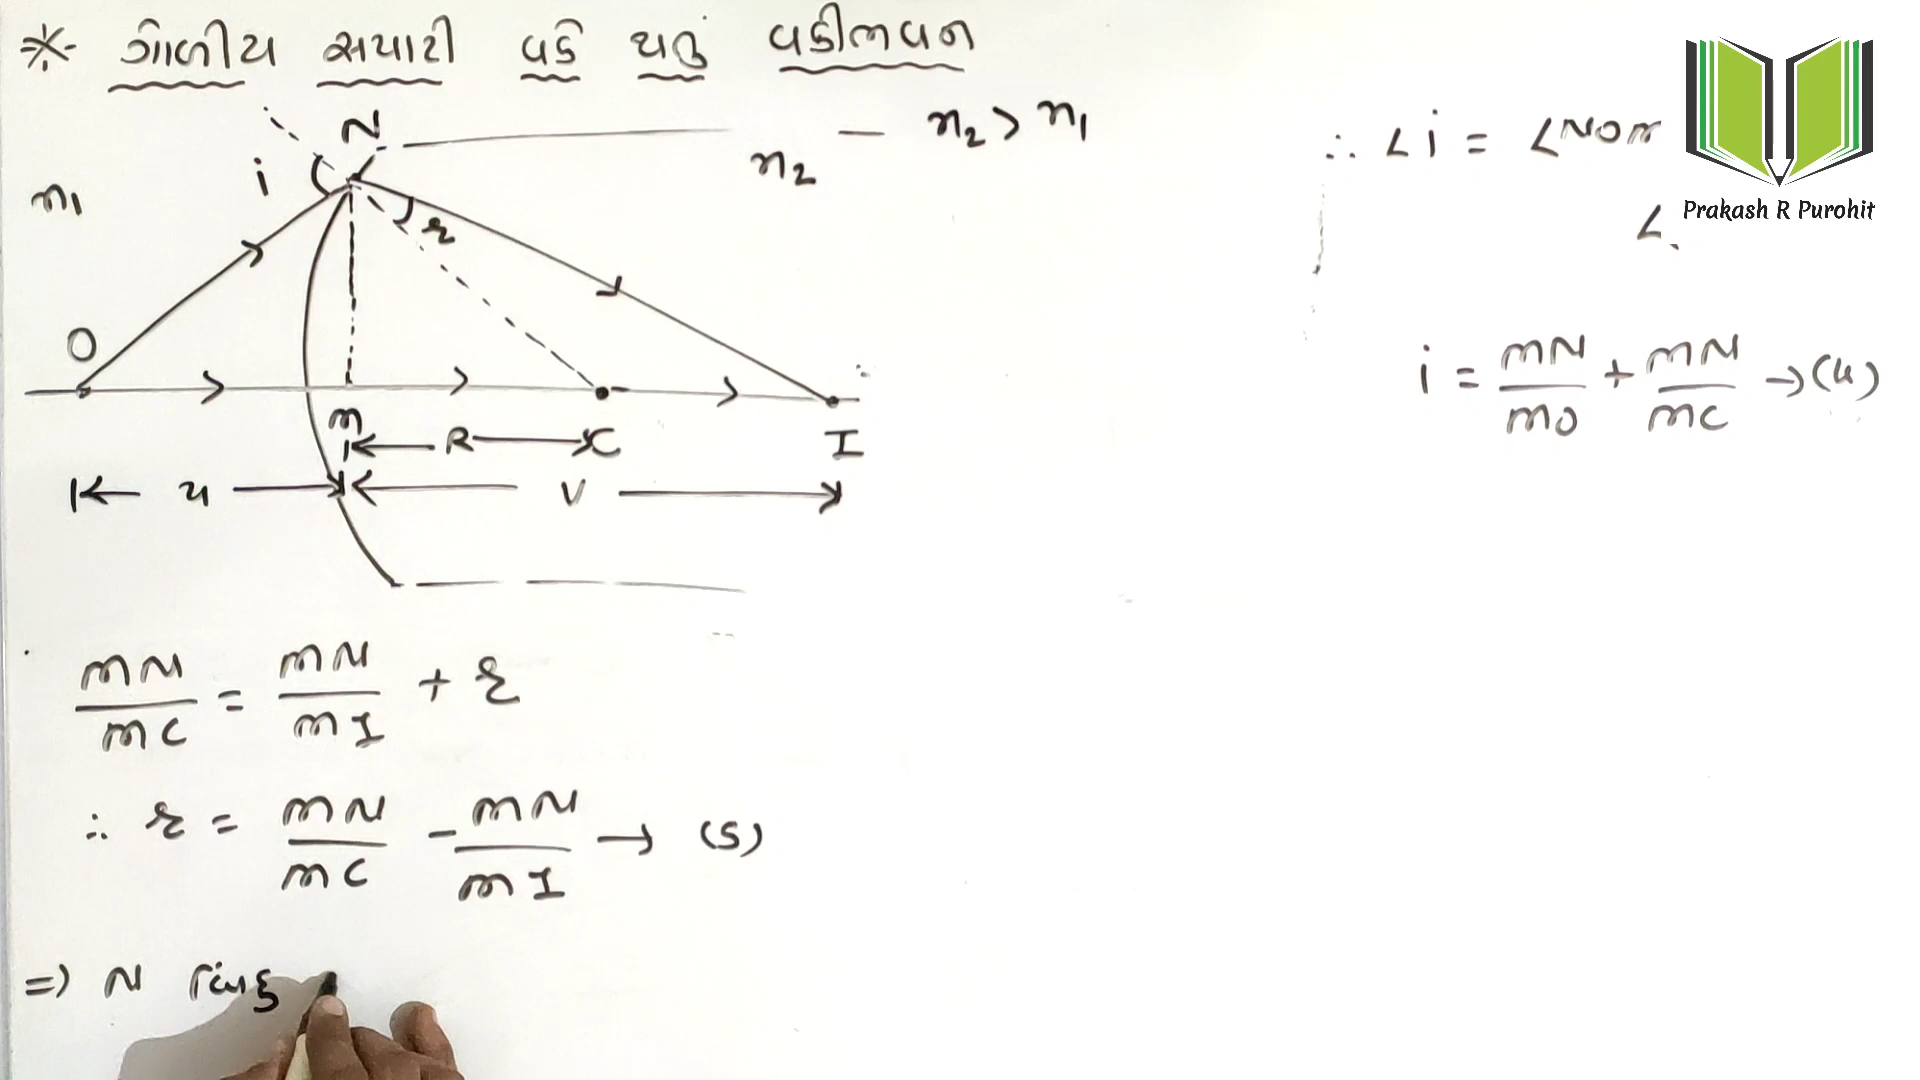 * ગોળીય સપાટી વડે થતું વક્રીભવન
i N
n₁
n₂ — n₂ > n₁
r
O
M
R C I
u v
∴ ∠i = ∠NOM
∠
Prakash R Purohit
i = MN/MO + MN/MC → (4)
MN/MC = MN/MI + r
∴ r = MN/MC - MN/MI → (5)
⇒ N બિંદુ